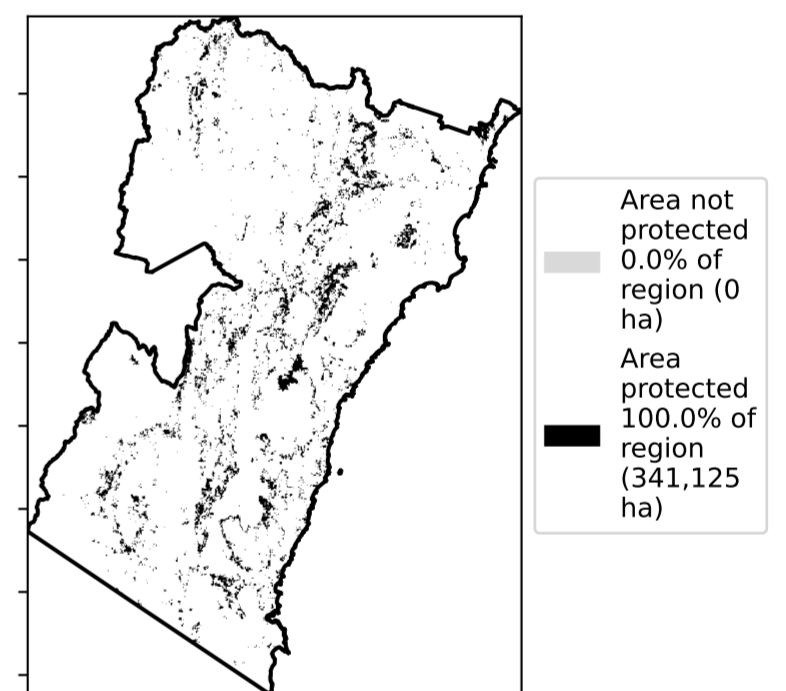 Area not
protected
0.0% of
region (0
ha)
Area
protected
100.0% of
region
(341,125
ha)